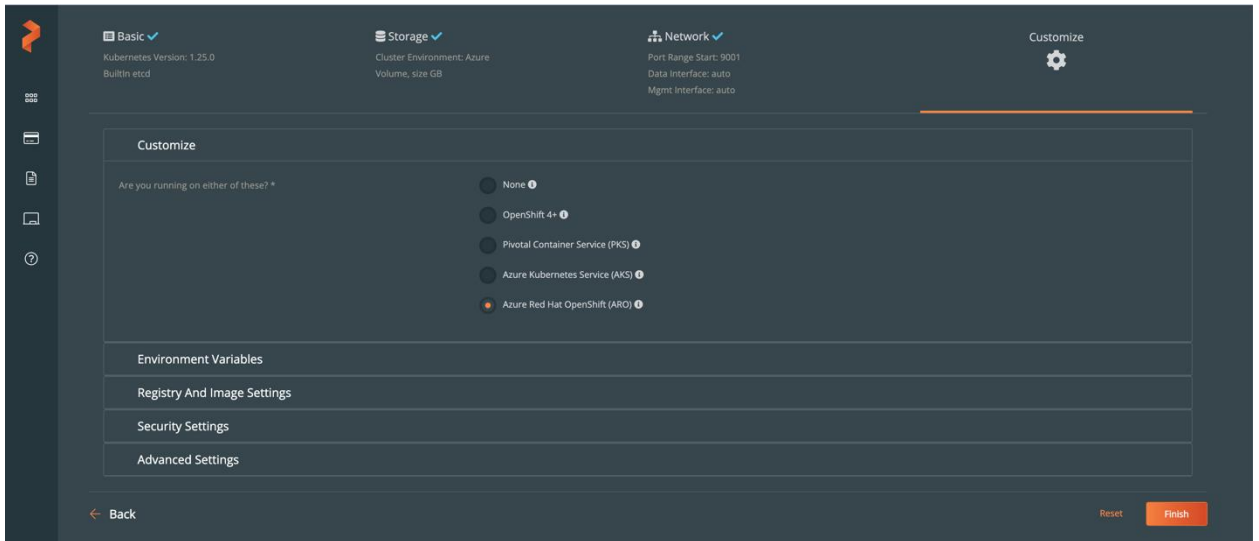 Basic
Kubernetes Version: 1.25.0
BuiltIn etcd
Storage
Cluster Environment: Azure
Volume, size GB
Network
Port Range Start: 9001
Data Interface: auto
Mgmt Interface: auto
Customize
Customize
Are you running on either of these? *
None
OpenShift 4+
Pivotal Container Service (PKS)
Azure Kubernetes Service (AKS)
Azure Red Hat OpenShift (ARO)
Environment Variables
Registry And Image Settings
Security Settings
Advanced Settings
Back
Reset
Finish